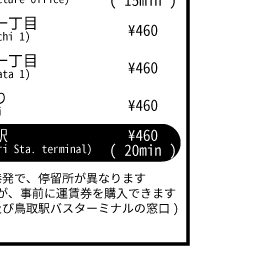 cture office) ( 15min )
一丁目 ¥460
chi 1)
一丁目 ¥460
ata 1)
り ¥460
駅 ¥460
ri Sta. terminal) ( 20min )
発で、停留所が異なります
が、事前に運賃券を購入できます
及び鳥取駅バスターミナルの窓口 )